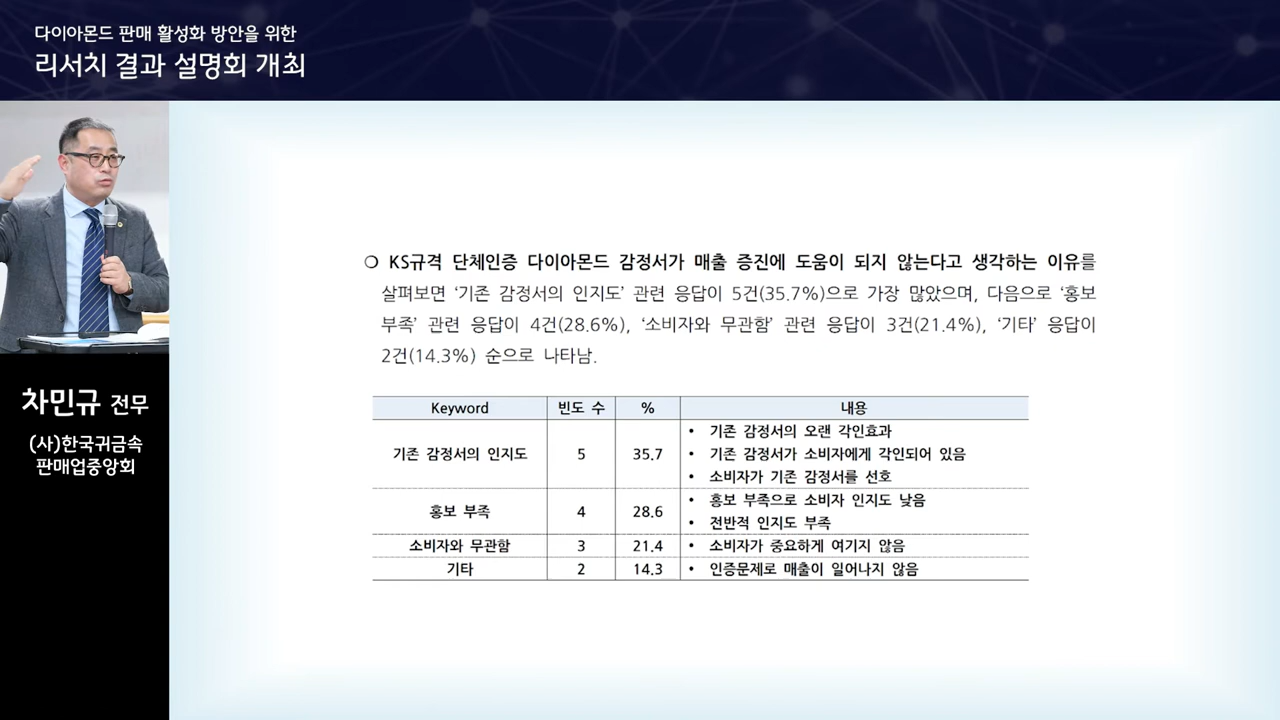 다이아몬드 판매 활성화 방안을 위한
리서치 결과 설명회 개최
차민규 전무
(사)한국귀금속
판매업중앙회
❍ KS규격 단체인증 다이아몬드 감정서가 매출 증진에 도움이 되지 않는다고 생각하는 이유를
살펴보면 ‘기존 감정서의 인지도’ 관련 응답이 5건(35.7%)으로 가장 많았으며, 다음으로 ‘홍보
부족’ 관련 응답이 4건(28.6%), ‘소비자와 무관함’ 관련 응답이 3건(21.4%), ‘기타’ 응답이
2건(14.3%) 순으로 나타남.
Keyword 빈도 수 % 내용
기존 감정서의 인지도 5 35.7
• 기존 감정서의 오랜 각인효과
• 기존 감정서가 소비자에게 각인되어 있음
• 소비자가 기존 감정서를 선호
홍보 부족 4 28.6
• 홍보 부족으로 소비자 인지도 낮음
• 전반적 인지도 부족
소비자와 무관함 3 21.4 • 소비자가 중요하게 여기지 않음
기타 2 14.3 • 인증문제로 매출이 일어나지 않음